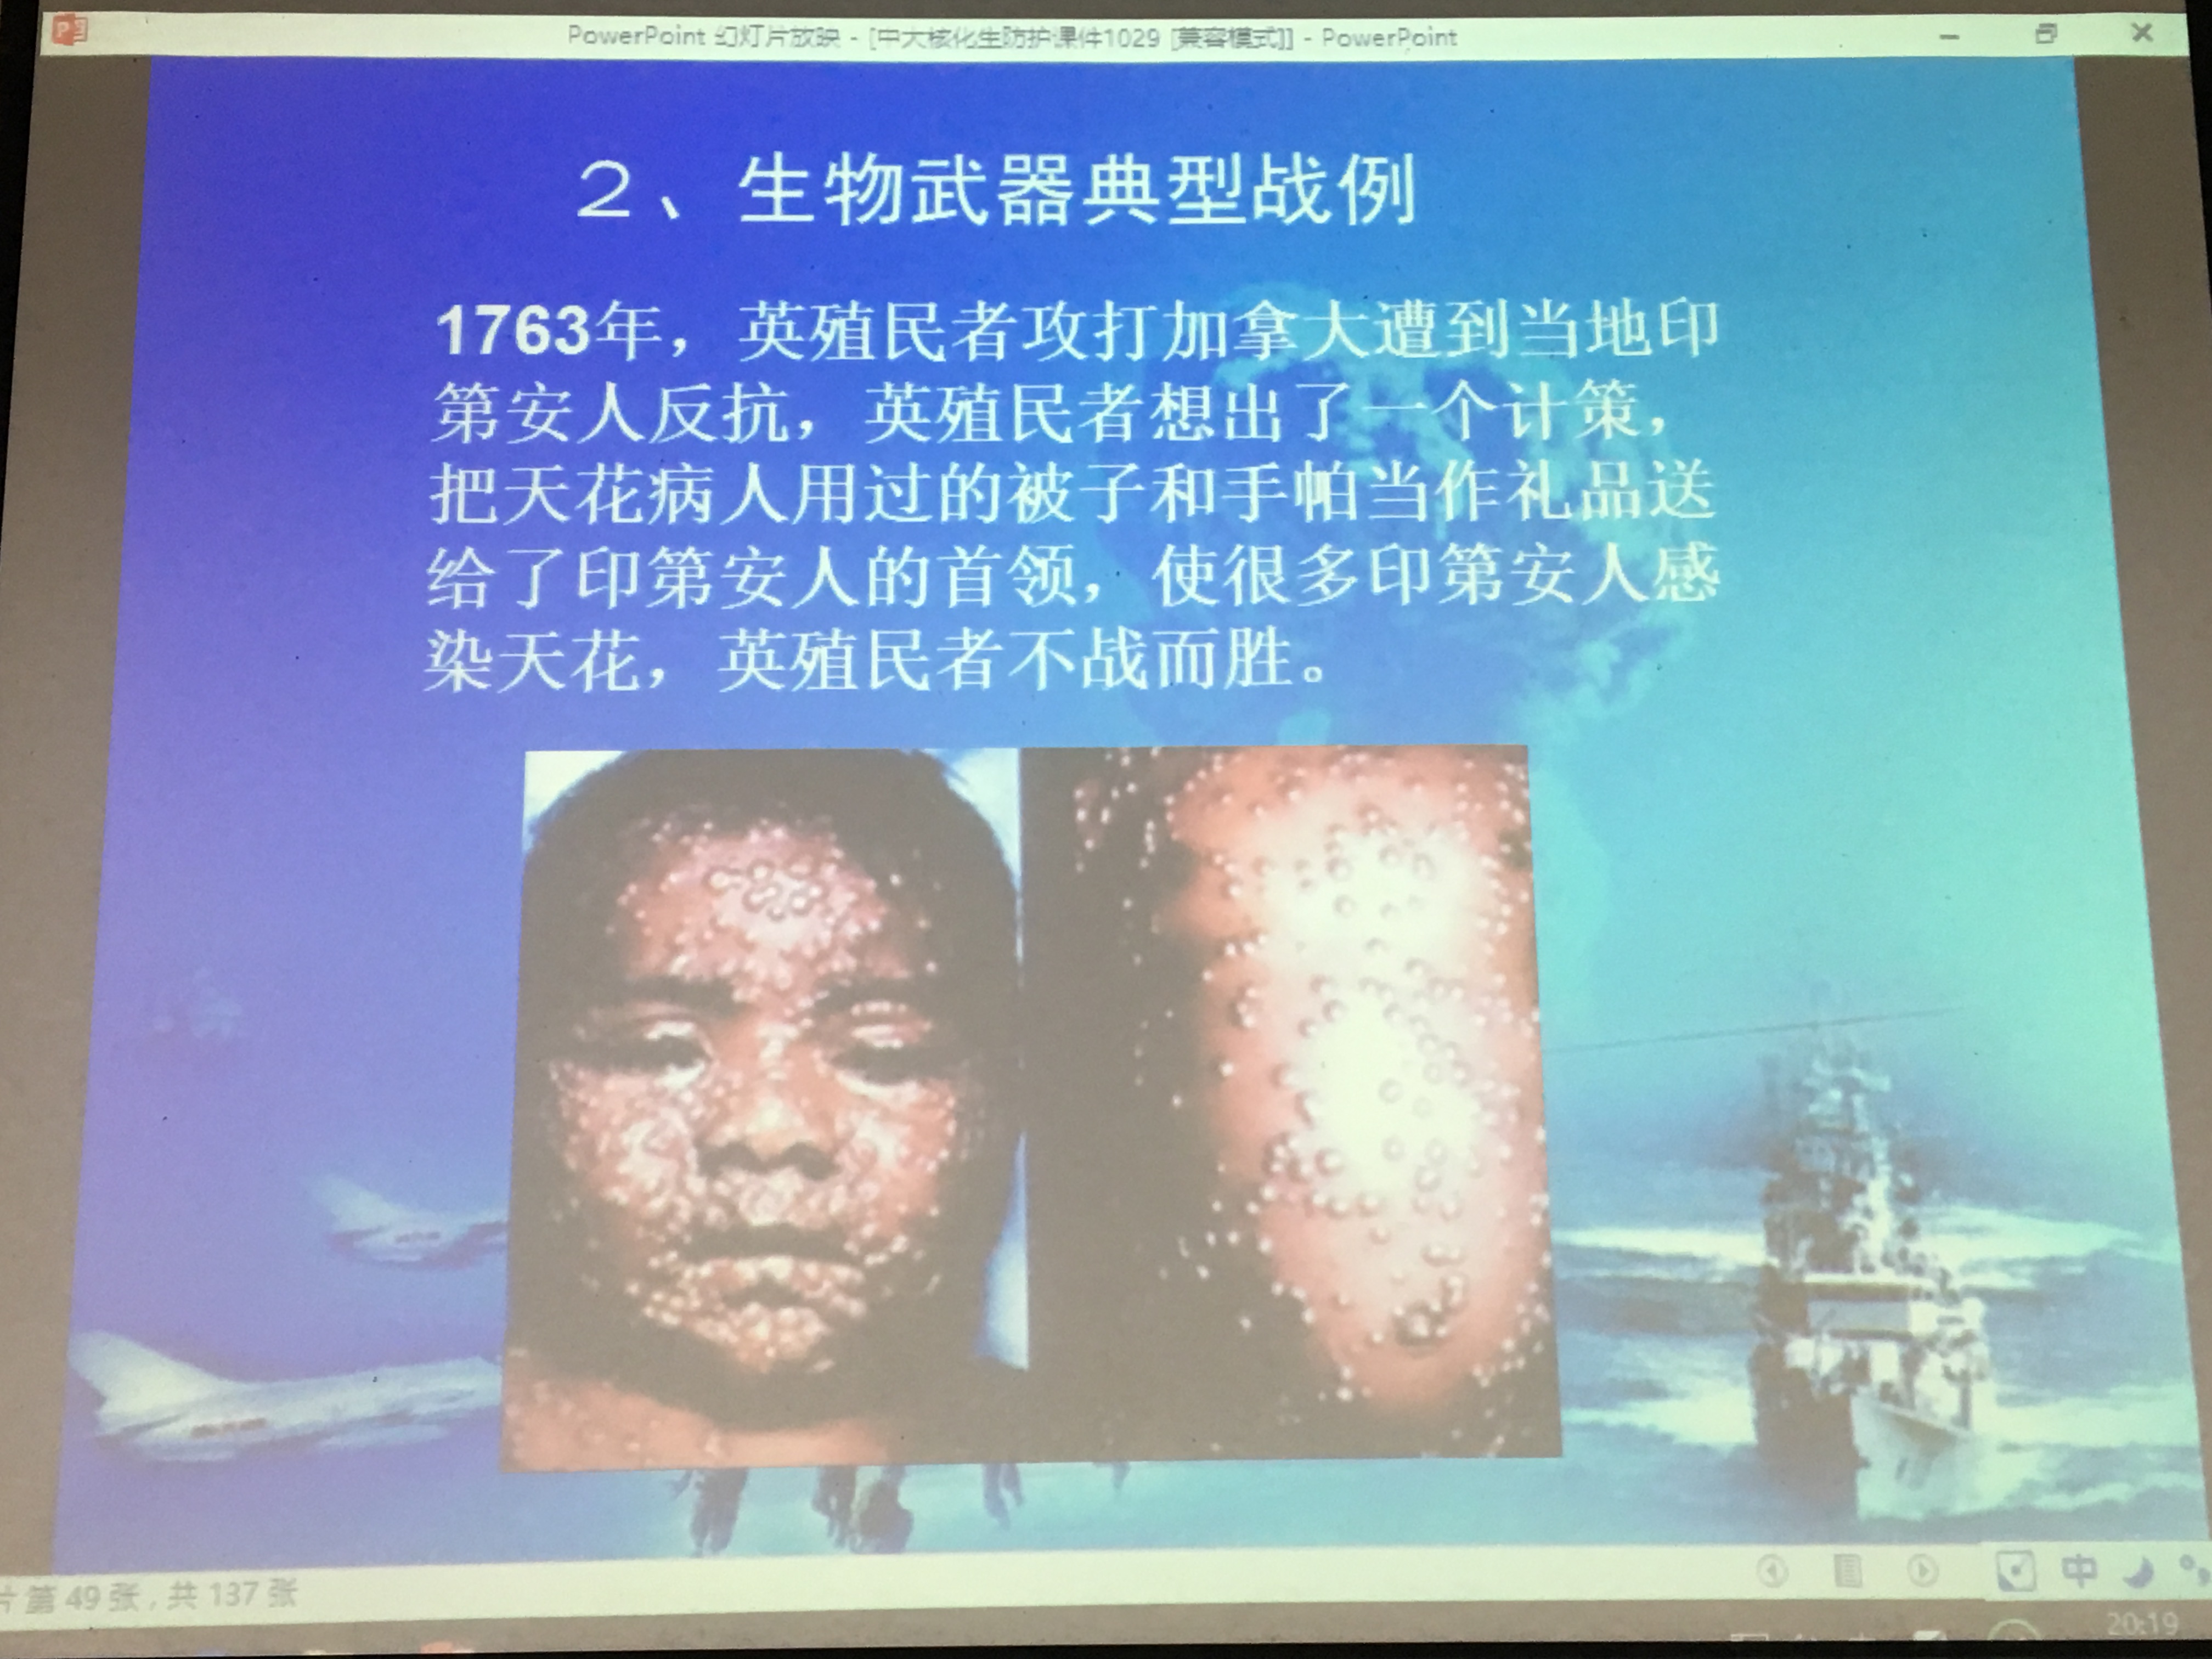 PowerPoint 幻灯片放映 - [中大核化生防护课件1029 [兼容模式]] - PowerPoint
2、生物武器典型战例
1763年，英殖民者攻打加拿大遭到当地印
第安人反抗，英殖民者想出了一个计策，
把天花病人用过的被子和手帕当作礼品送
给了印第安人的首领，使很多印第安人感
染天花，英殖民者不战而胜。
片 第 49 张，共 137 张
中
20:19